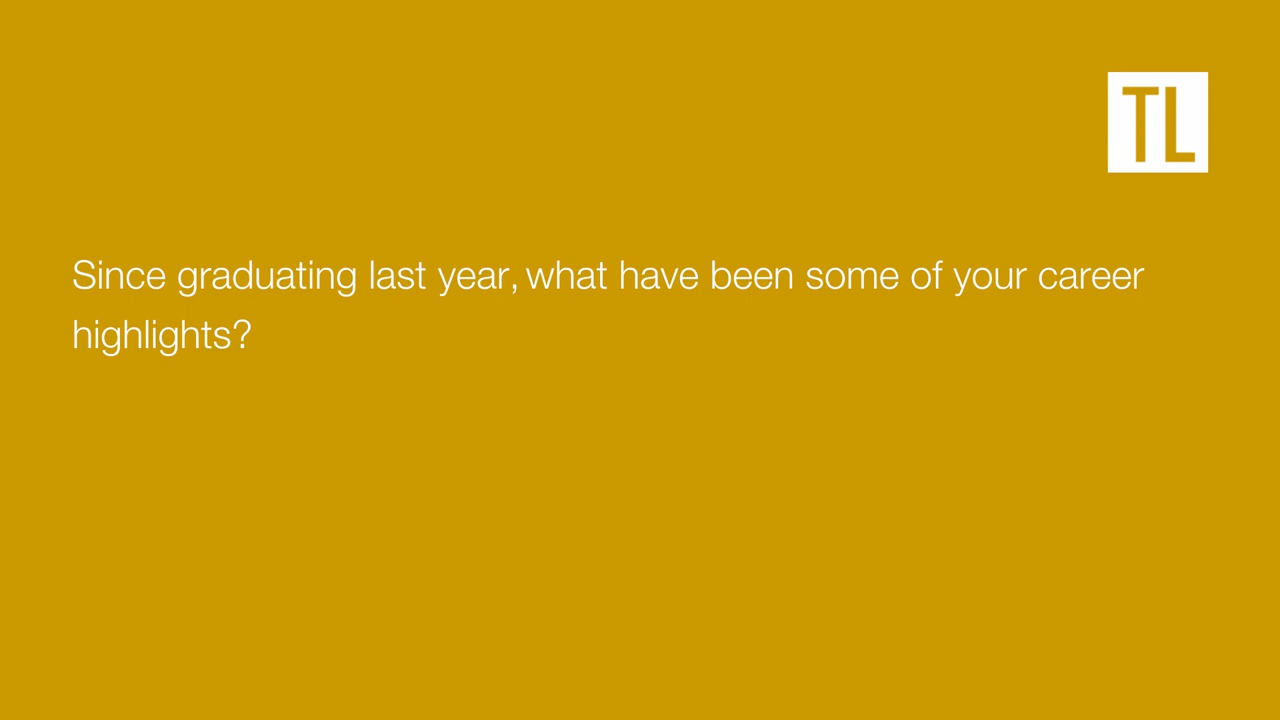 TL
Since graduating last year, what have been some of your career
highlights?